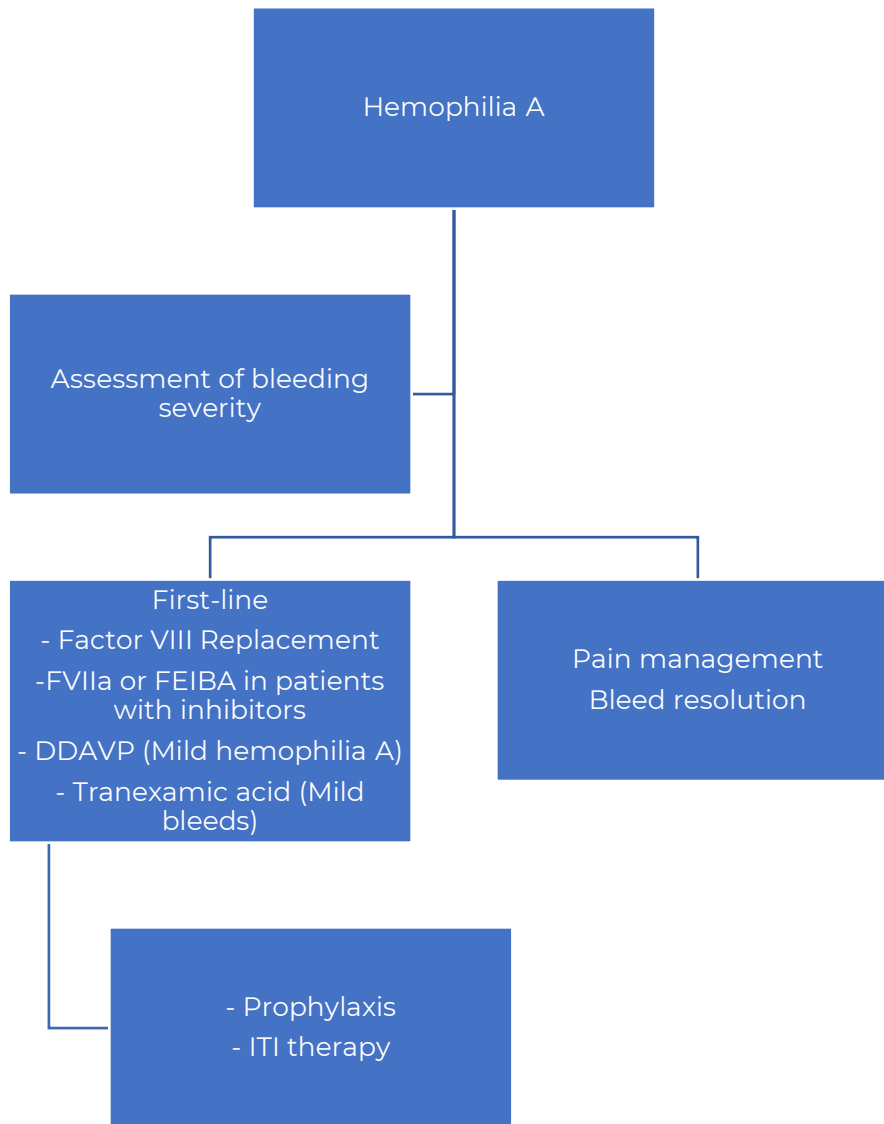 Hemophilia A
Assessment of bleeding
severity
First-line
- Factor VIII Replacement
-FVIIa or FEIBA in patients
with inhibitors
- DDAVP (Mild hemophilia A)
- Tranexamic acid (Mild
bleeds)
Pain management
Bleed resolution
- Prophylaxis
- ITI therapy